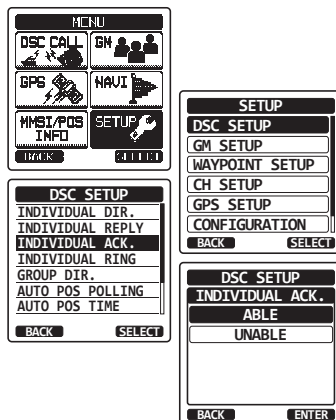 MENU
DSC CALL
GM
GPS
NAVI
MMSI/POS
INFO
SETUP
BACK
SELECT
SETUP
DSC SETUP
GM SETUP
WAYPOINT SETUP
CH SETUP
GPS SETUP
CONFIGURATION
BACK SELECT
DSC SETUP
INDIVIDUAL DIR.
INDIVIDUAL REPLY
INDIVIDUAL ACK.
INDIVIDUAL RING
GROUP DIR.
AUTO POS POLLING
AUTO POS TIME
BACK SELECT
DSC SETUP
INDIVIDUAL ACK.
ABLE
UNABLE
BACK ENTER